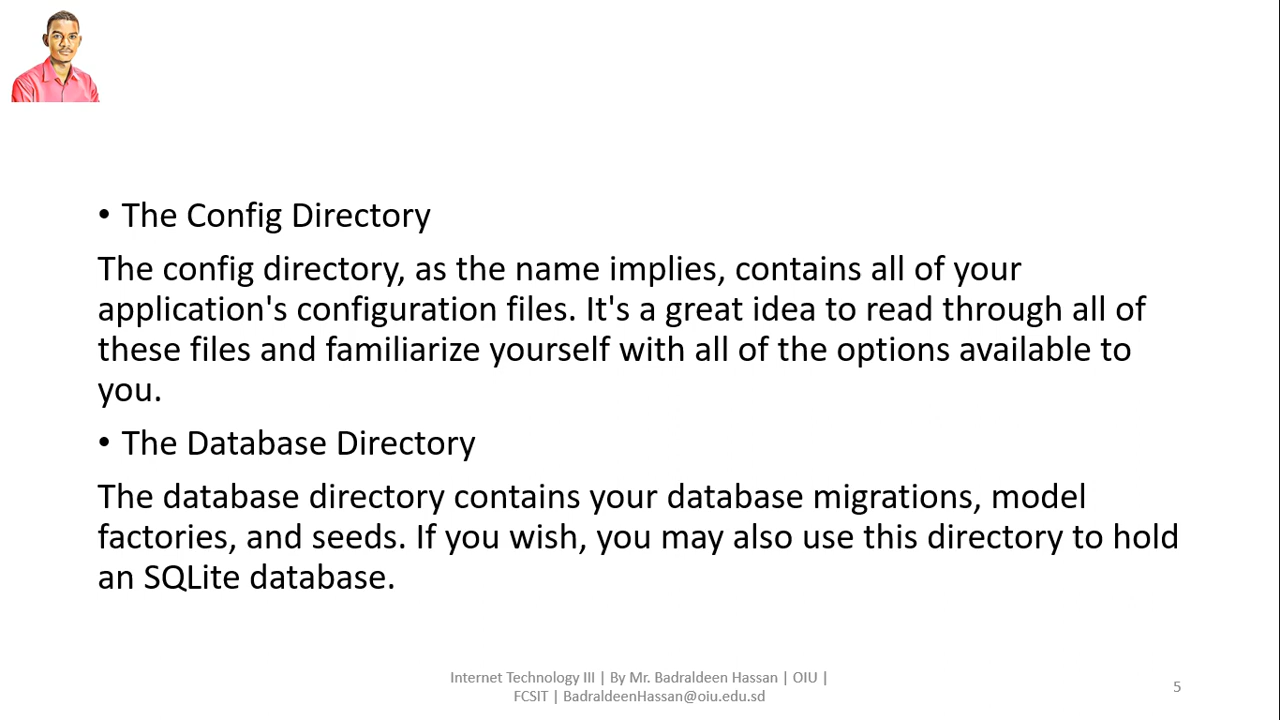 • The Config Directory
The config directory, as the name implies, contains all of your
application's configuration files. It's a great idea to read through all of
these files and familiarize yourself with all of the options available to
you.
• The Database Directory
The database directory contains your database migrations, model
factories, and seeds. If you wish, you may also use this directory to hold
an SQLite database.
Internet Technology III | By Mr. Badraldeen Hassan | OIU |
FCSIT | BadraldeenHassan@oiu.edu.sd
5